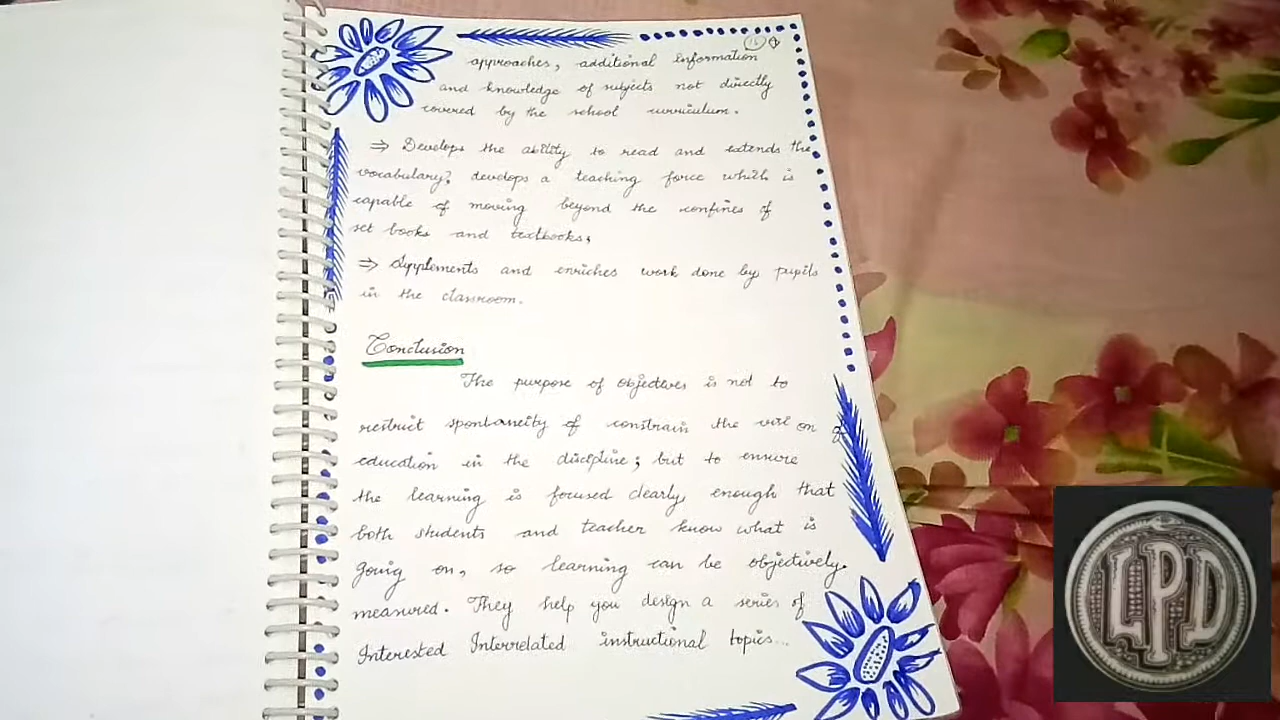 approaches, additional Information
and knowledge of subjects not directly
covered by the school curriculum.
⇒ Develops the ability to read and extends the
vocabulary; develops a teaching force which is
capable of moving beyond the confines of
set books and textbooks;
⇒ Supplements and enriches work done by pupils
in the classroom.
Conclusion
The purpose of objectives is not to
restrict spontaneity of constrain the on of
education in the discipline; but to ensure
the learning is focused clearly enough that
both students and teacher know what is
going on, so learning can be objectively.
measured. They help you design a series of
Interested Interrelated instructional topics...
LPD